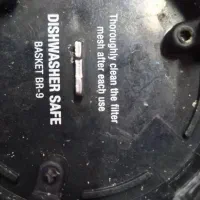 Thoroughly clean the filter
mesh after each use
DISHWASHER SAFE
BASKET BR-9